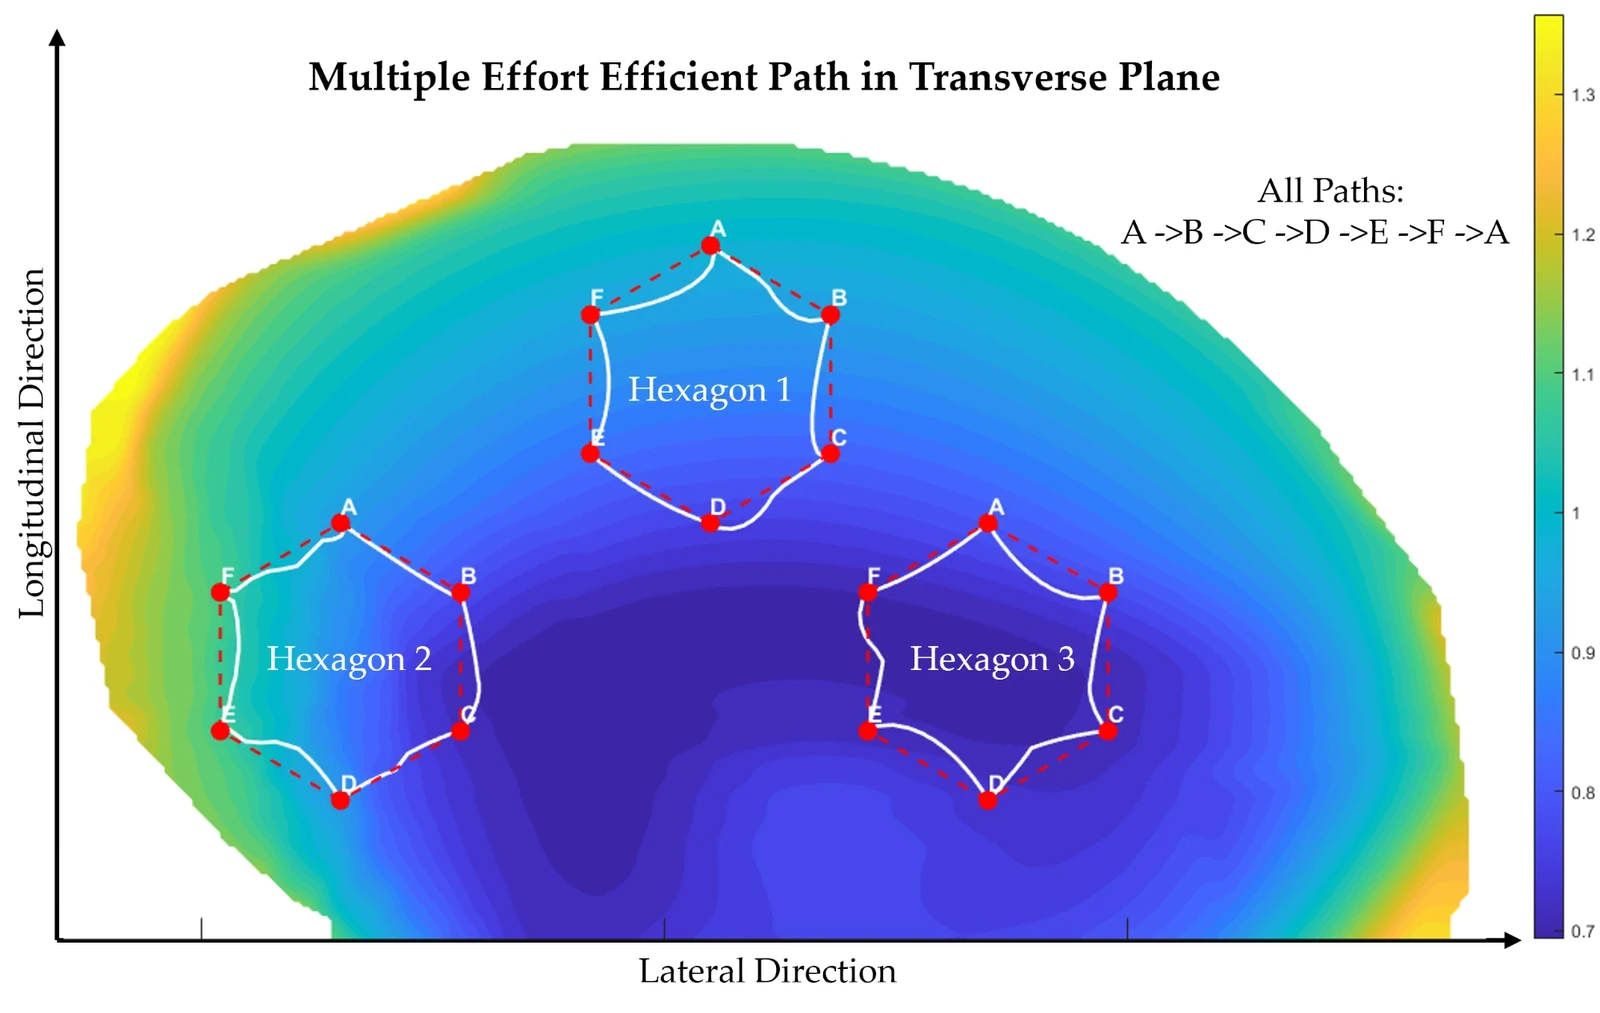 Multiple Effort Efficient Path in Transverse Plane
All Paths:
A ->B ->C ->D ->E ->F ->A
Longitudinal Direction
Lateral Direction
A
B
C
D
E
F
Hexagon 1
A
B
C
D
E
F
Hexagon 2
A
B
C
D
E
F
Hexagon 3
1.3
1.2
1.1
1
0.9
0.8
0.7